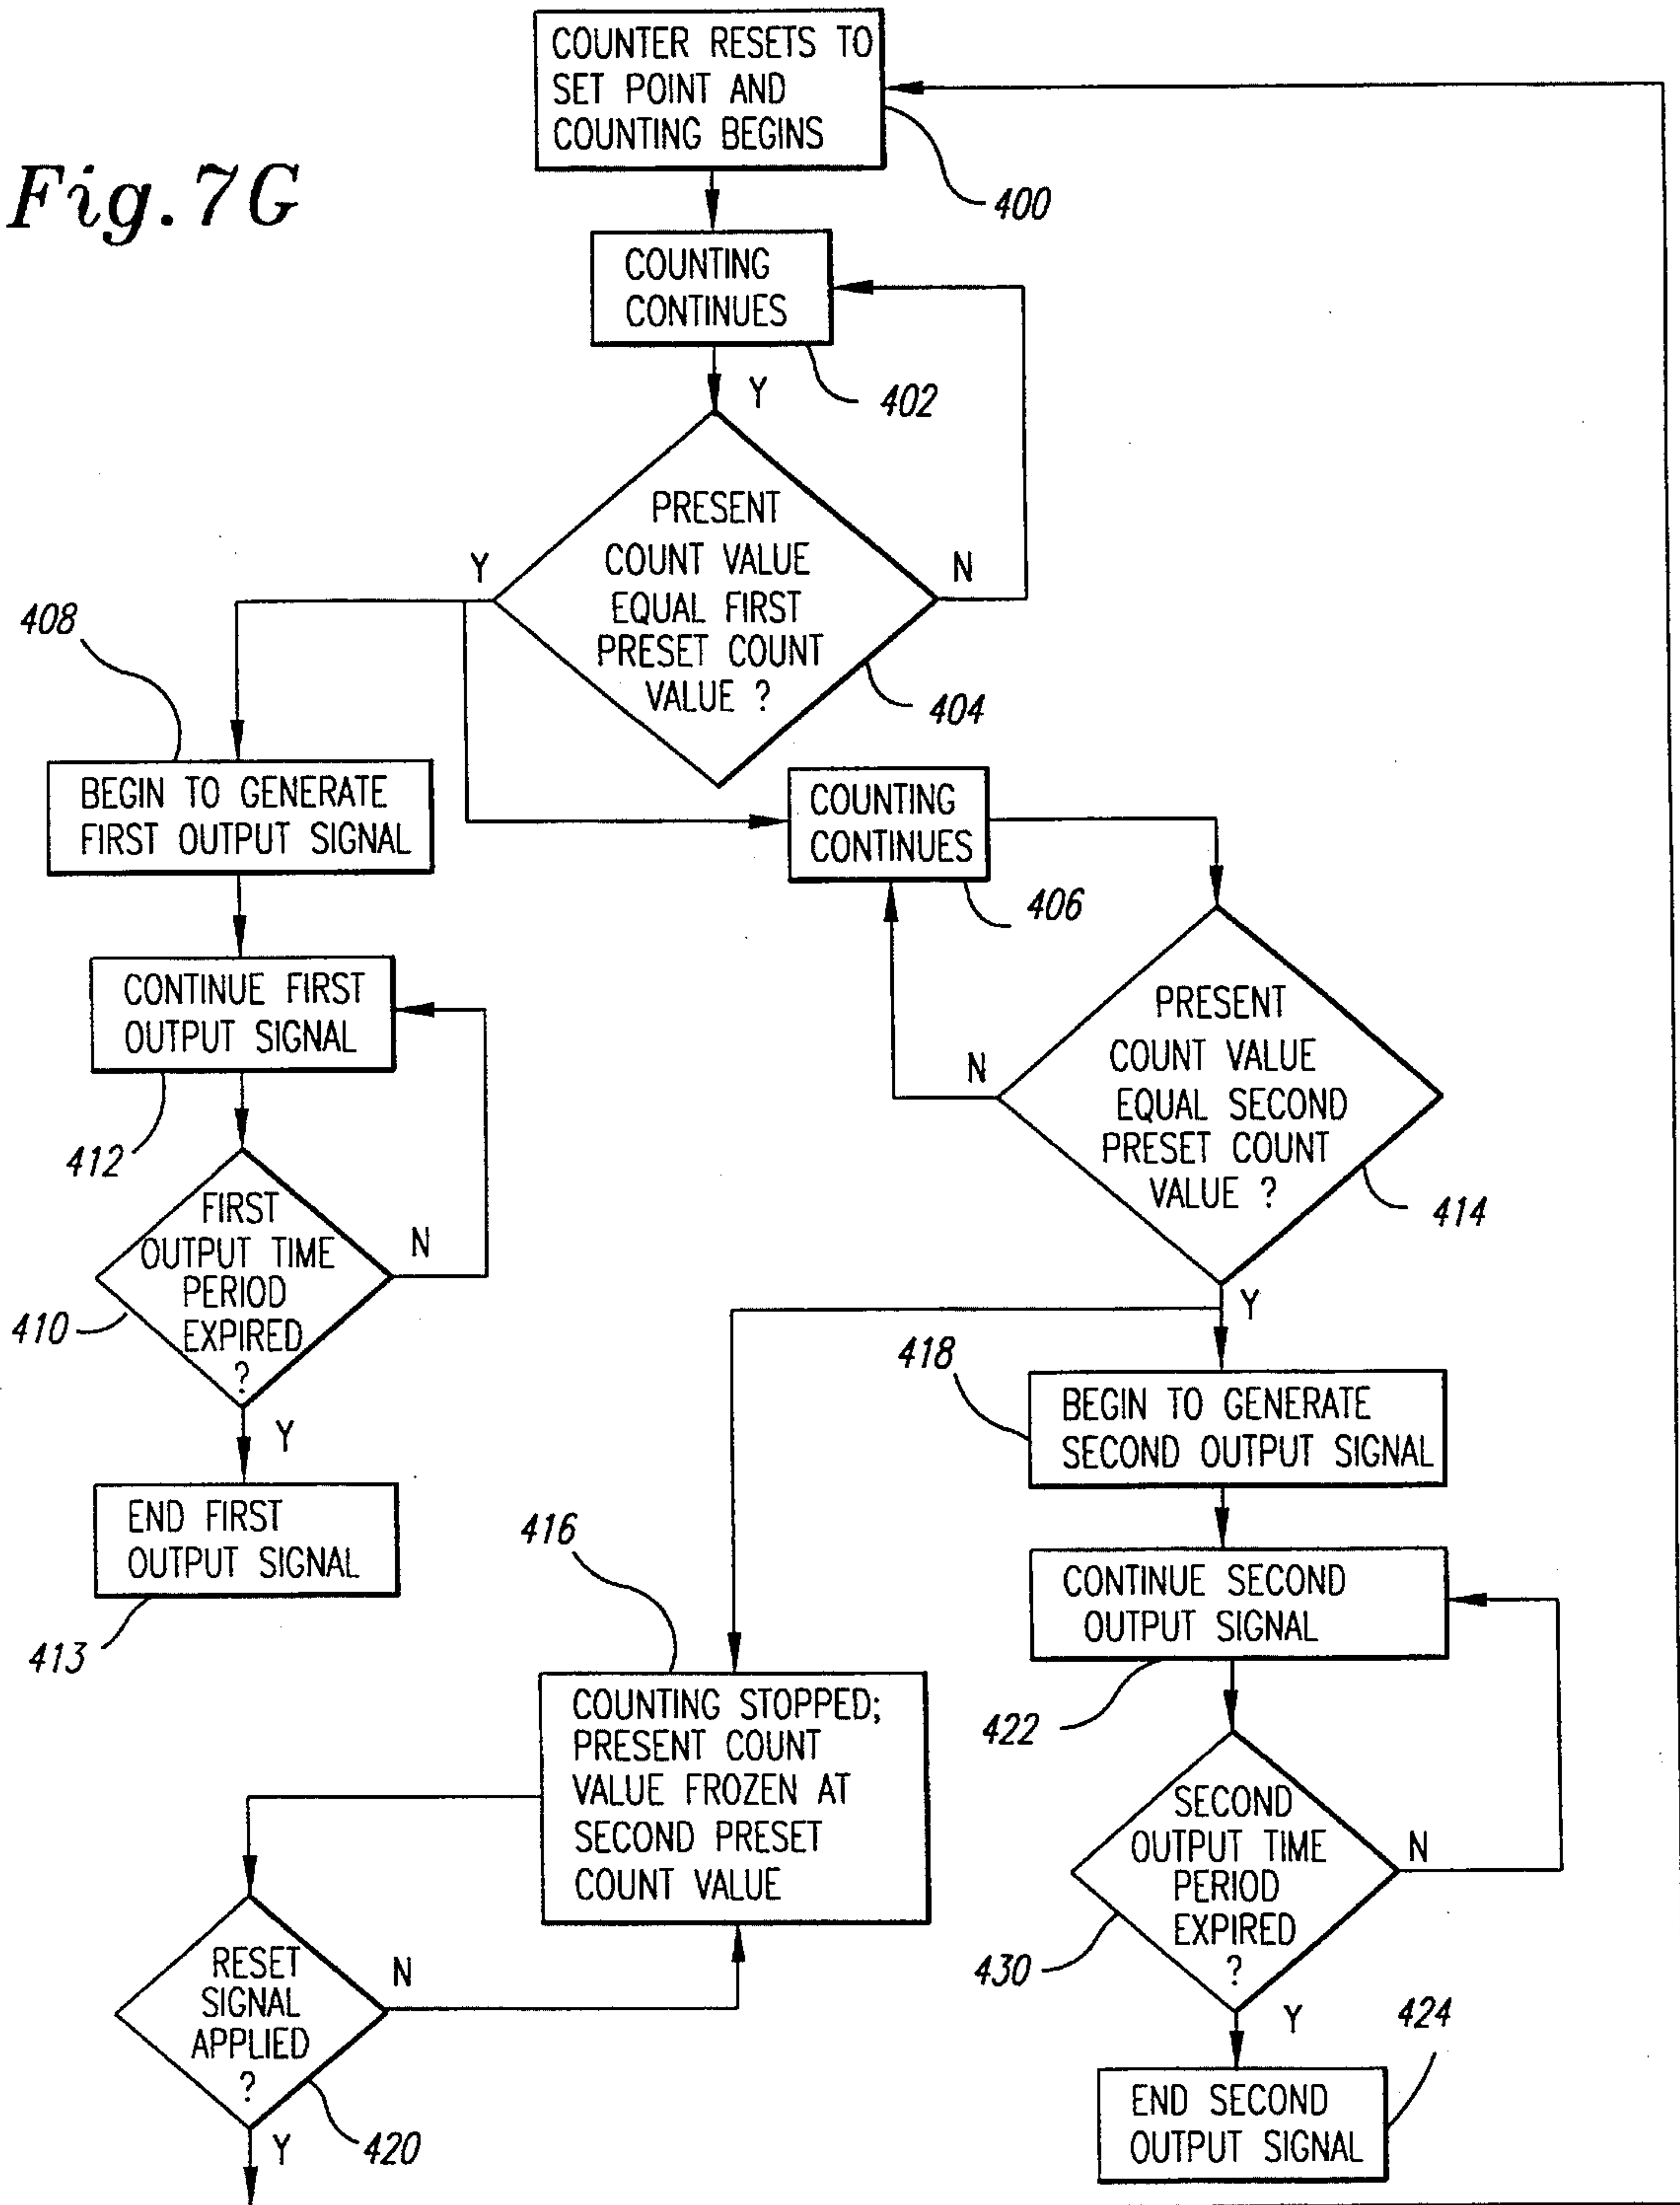 Fig. 7G
COUNTER RESETS TO
SET POINT AND
COUNTING BEGINS
400
COUNTING
CONTINUES
402
Y
PRESENT
COUNT VALUE
EQUAL FIRST
PRESET COUNT
VALUE ?
Y
N
404
408
BEGIN TO GENERATE
FIRST OUTPUT SIGNAL
COUNTING
CONTINUES
406
CONTINUE FIRST
OUTPUT SIGNAL
412
PRESENT
COUNT VALUE
EQUAL SECOND
PRESET COUNT
VALUE ?
N
414
Y
FIRST
OUTPUT TIME
PERIOD
EXPIRED
?
N
410
Y
END FIRST
OUTPUT SIGNAL
413
418
BEGIN TO GENERATE
SECOND OUTPUT SIGNAL
416
COUNTING STOPPED;
PRESENT COUNT
VALUE FROZEN AT
SECOND PRESET
COUNT VALUE
CONTINUE SECOND
OUTPUT SIGNAL
422
SECOND
OUTPUT TIME
PERIOD
EXPIRED
?
N
430
Y
RESET
SIGNAL
APPLIED
?
N
420
Y
424
END SECOND
OUTPUT SIGNAL